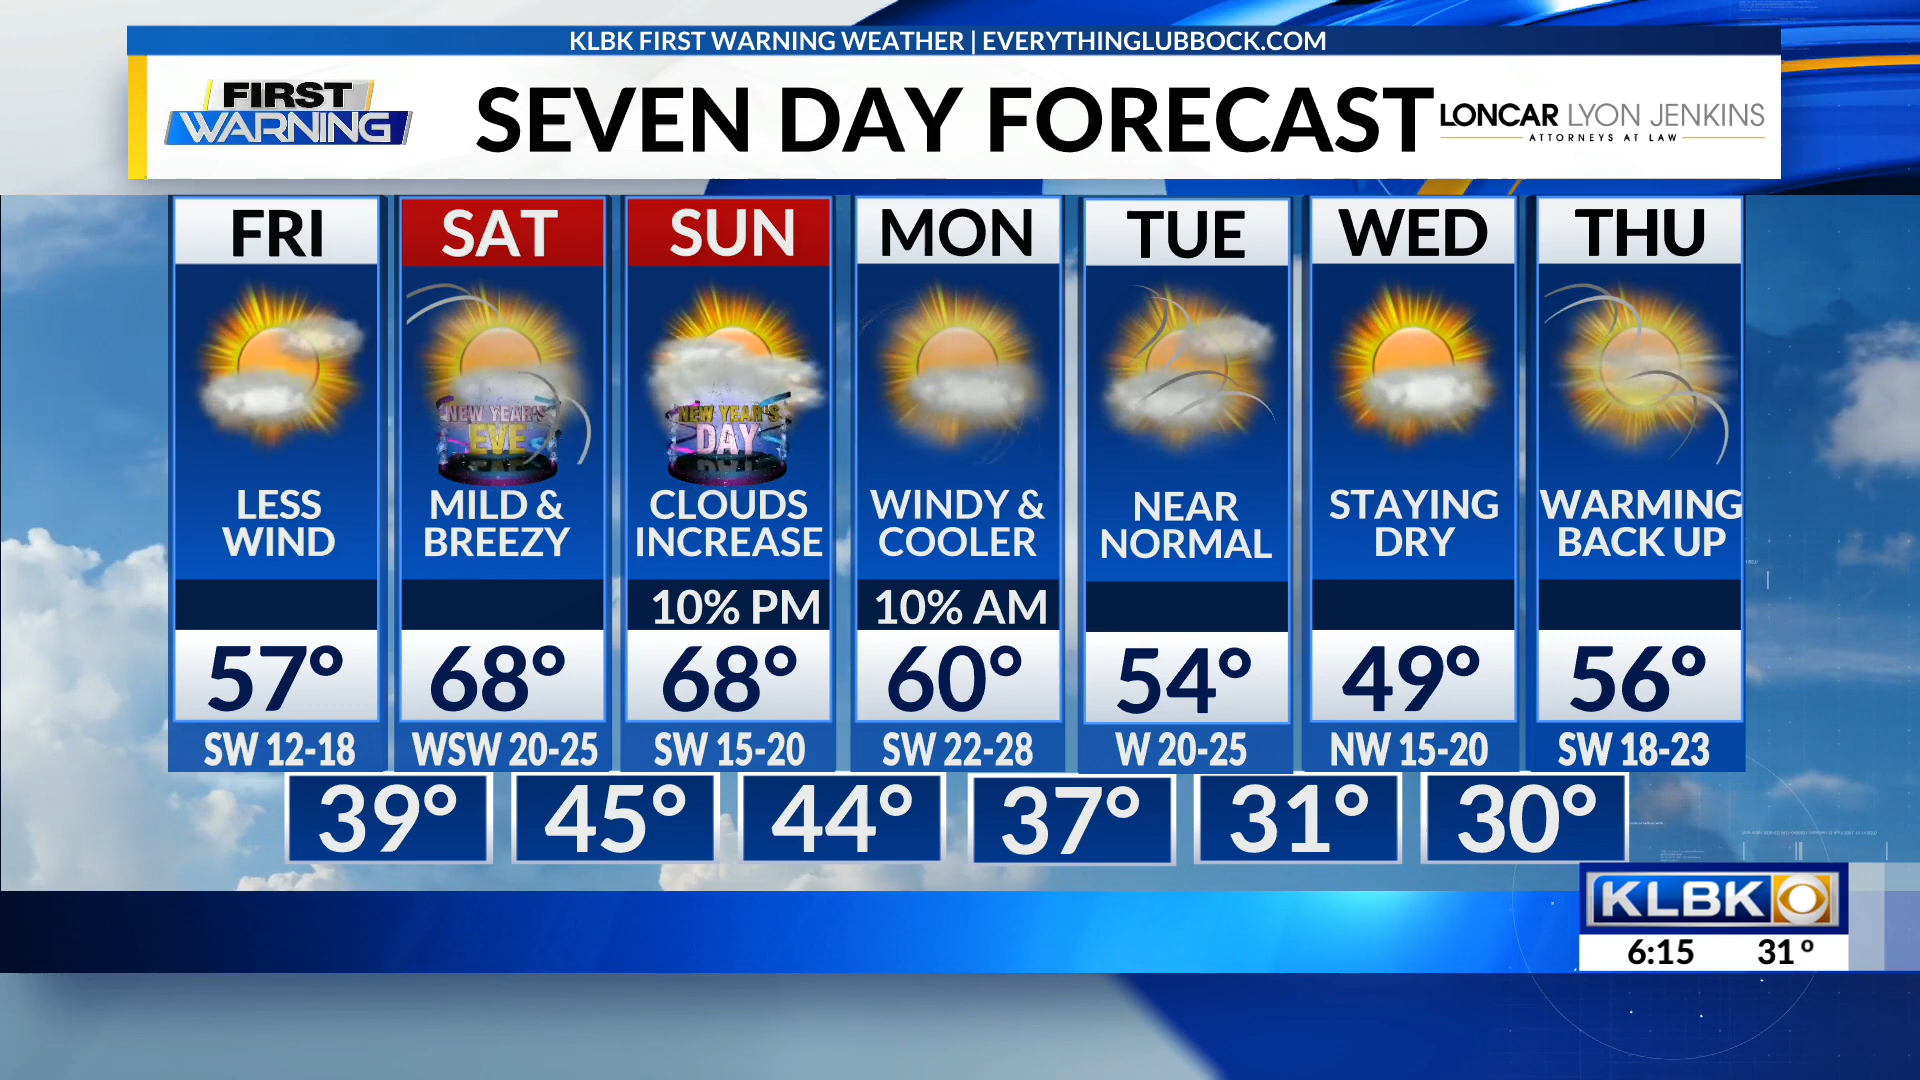 KLBK FIRST WARNING WEATHER | EVERYTHINGLUBBOCK.COM
FIRST
WARNING
SEVEN DAY FORECAST
LONCAR LYON JENKINS
ATTORNEYS AT LAW
FRI
SAT
SUN
MON
TUE
WED
THU
NEW YEAR'S
EVE
NEW YEAR'S
DAY
LESS
WIND
MILD &
BREEZY
CLOUDS
INCREASE
WINDY &
COOLER
NEAR
NORMAL
STAYING
DRY
WARMING
BACK UP
10% PM
10% AM
57°
68°
68°
60°
54°
49°
56°
SW 12-18
WSW 20-25
SW 15-20
SW 22-28
W 20-25
NW 15-20
SW 18-23
39°
45°
44°
37°
31°
30°
KLBK
6:15 31°